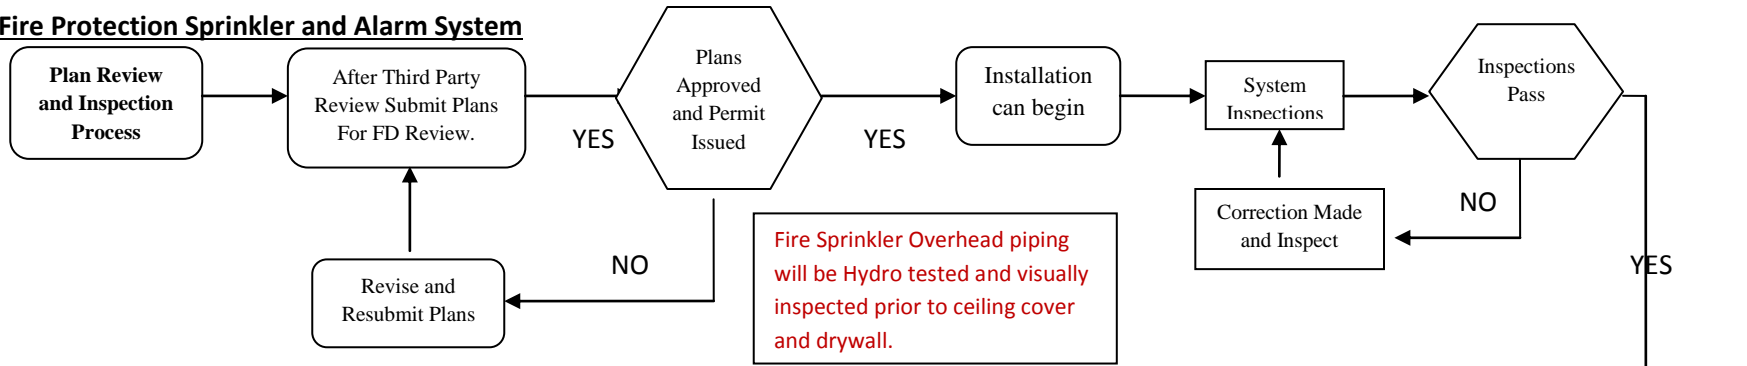 Fire Protection Sprinkler and Alarm System
Plan Review
and Inspection
Process
After Third Party
Review Submit Plans
For FD Review.
YES
Plans
Approved
and Permit
Issued
YES
Installation
can begin
System
Inspections
Inspections
Pass
NO
Correction Made
and Inspect
YES
NO
Revise and
Resubmit Plans
Fire Sprinkler Overhead piping
will be Hydro tested and visually
inspected prior to ceiling cover
and drywall.